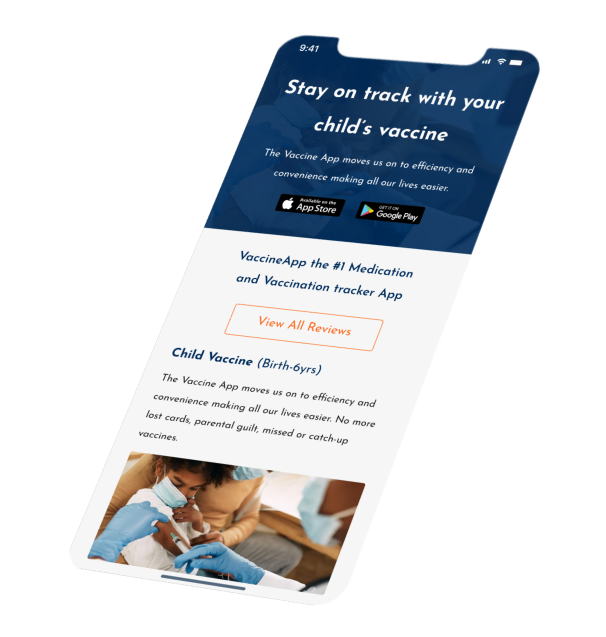 9:41
Stay on track with your
child's vaccine
The Vaccine App moves us on to efficiency and
convenience making all our lives easier.
Available on the
App Store
GET IT ON
Google Play
VaccineApp the #1 Medication
and Vaccination tracker App
View All Reviews
Child Vaccine (Birth-6yrs)
The Vaccine App moves us on to efficiency and
convenience making all our lives easier. No more
lost cards, parental guilt, missed or catch-up
vaccines.